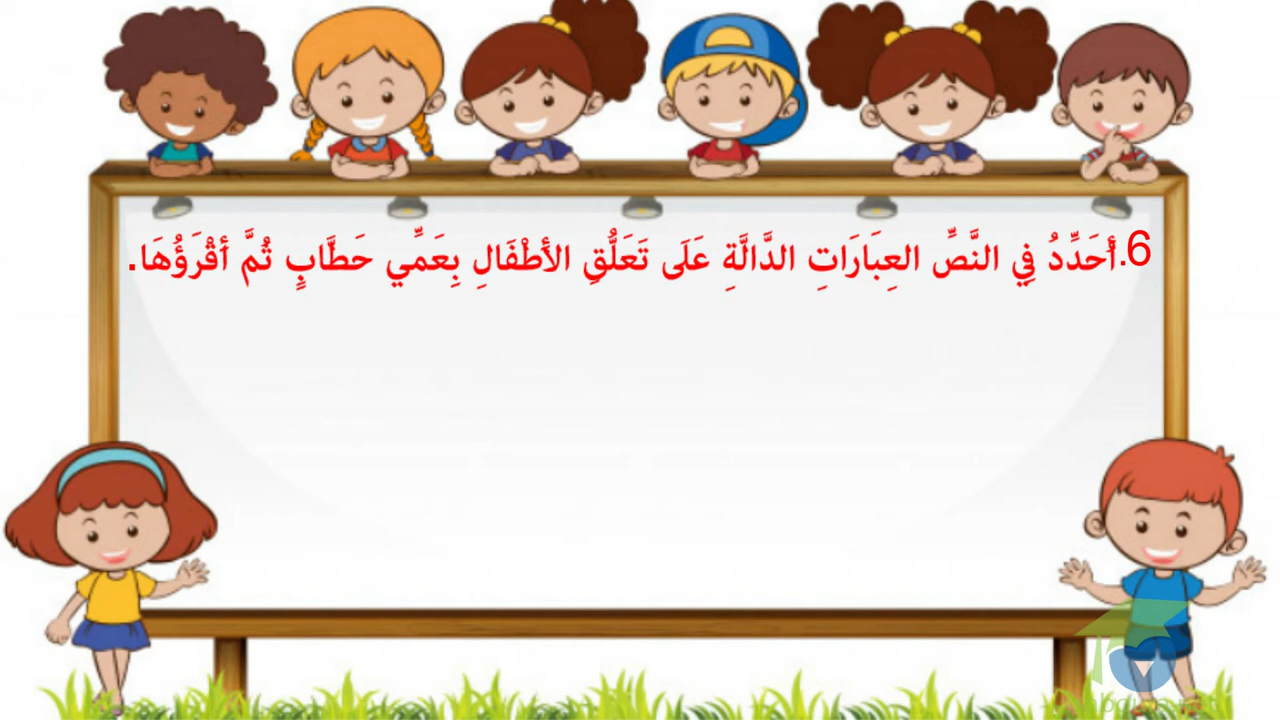 6.أُحَدِّدُ فِي النَّصِّ العِبَارَاتِ الدَّالَّةِ عَلَى تَعَلُّقِ الأَطْفَالِ بِعَمِّي حَطَّابٍ ثُمَّ أَقْرَؤُهَا.